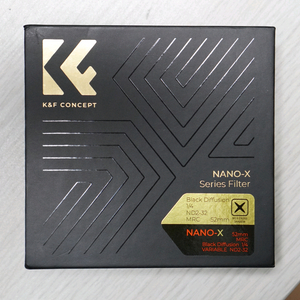 K&F CONCEPT
NANO-X
Series Filter
Black Diffusion
1/4
ND2-32
MRC 52mm
NANO-X
52mm
MRC
Black Diffusion 1/4
VARIABLE ND2-32